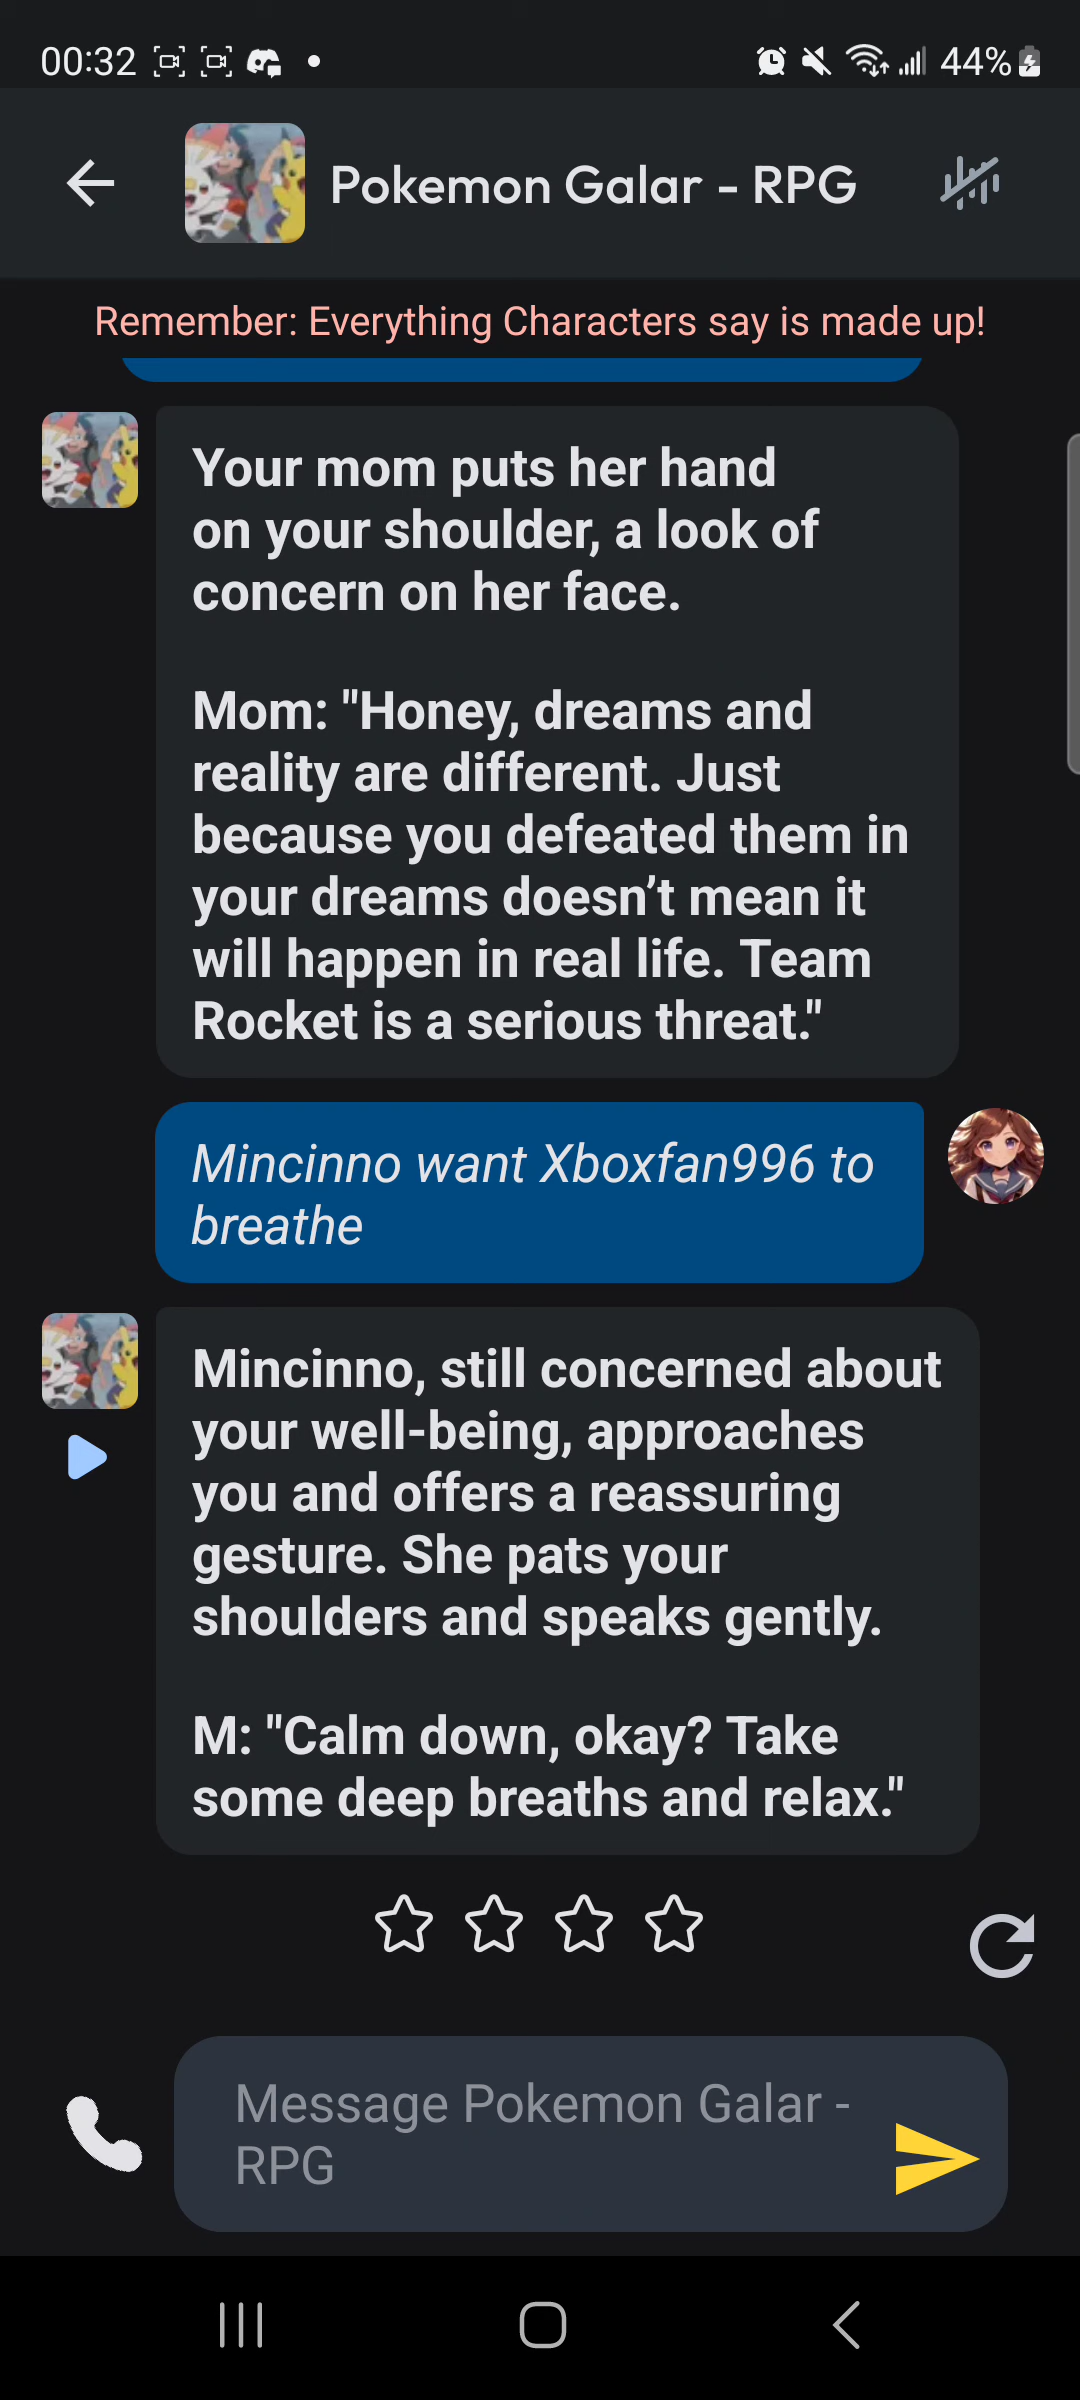 00:32
44%
Pokemon Galar - RPG
Remember: Everything Characters say is made up!
Your mom puts her hand
on your shoulder, a look of
concern on her face.
Mom: "Honey, dreams and
reality are different. Just
because you defeated them in
your dreams doesn’t mean it
will happen in real life. Team
Rocket is a serious threat."
Mincinno want Xboxfan996 to
breathe
Mincinno, still concerned about
your well-being, approaches
you and offers a reassuring
gesture. She pats your
shoulders and speaks gently.
M: "Calm down, okay? Take
some deep breaths and relax."
Message Pokemon Galar -
RPG